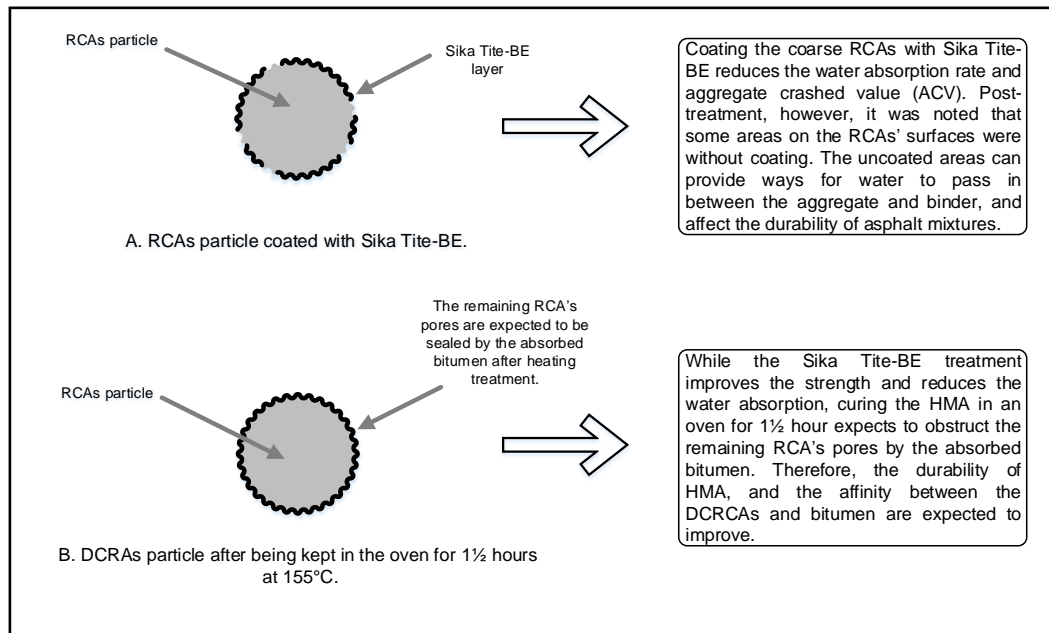 RCAs particle
Sika Tite-BE
layer
A. RCAs particle coated with Sika Tite-BE.
Coating the coarse RCAs with Sika Tite-
BE reduces the water absorption rate and
aggregate crashed value (ACV). Post-
treatment, however, it was noted that
some areas on the RCAs' surfaces were
without coating. The uncoated areas can
provide ways for water to pass in
between the aggregate and binder, and
affect the durability of asphalt mixtures.
The remaining RCA's
pores are expected to be
sealed by the absorbed
bitumen after heating
treatment.
RCAs particle
B. DCRAs particle after being kept in the oven for 1½ hours
at 155°C.
While the Sika Tite-BE treatment
improves the strength and reduces the
water absorption, curing the HMA in an
oven for 1½ hour expects to obstruct the
remaining RCA's pores by the absorbed
bitumen. Therefore, the durability of
HMA, and the affinity between the
DCRCAs and bitumen are expected to
improve.